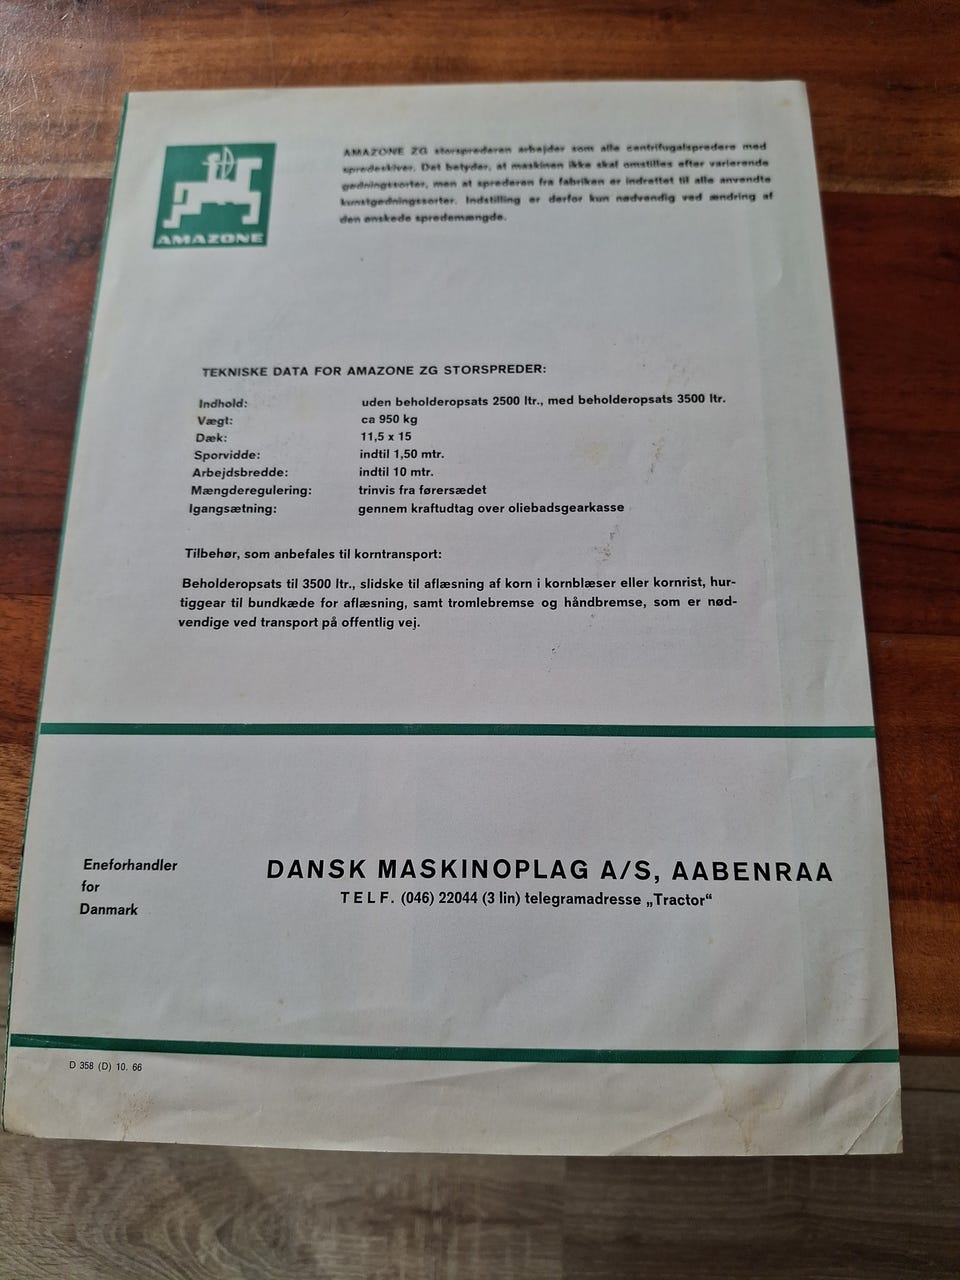 AMAZONE
AMAZONE ZG storsprederen arbejder som alle centrifugalspredere med
spredeskiver. Det betyder, at maskinen ikke skal omstilles efter varierende
gødningssorter, men at sprederen fra fabriken er indrettet til alle anvendte
kunstgødningssorter. Indstilling er derfor kun nødvendig ved ændring af
den ønskede spredemængde.
TEKNISKE DATA FOR AMAZONE ZG STORSPREDER:
Indhold: uden beholderopsats 2500 ltr., med beholderopsats 3500 ltr.
Vægt: ca 950 kg
Dæk: 11,5 x 15
Sporvidde: indtil 1,50 mtr.
Arbejdsbredde: indtil 10 mtr.
Mængderegulering: trinvis fra førersædet
Igangsætning: gennem kraftudtag over oliebadsgearkasse
Tilbehør, som anbefales til korntransport:
Beholderopsats til 3500 ltr., slidske til aflæsning af korn i kornblæser eller kornrist, hur-
tiggear til bundkæde for aflæsning, samt tromlebremse og håndbremse, som er nød-
vendige ved transport på offentlig vej.
Eneforhandler
for
Danmark
DANSK MASKINOPLAG A/S, AABENRAA
TELF. (046) 22044 (3 lin) telegramadresse „Tractor“
D 358 (D) 10. 66